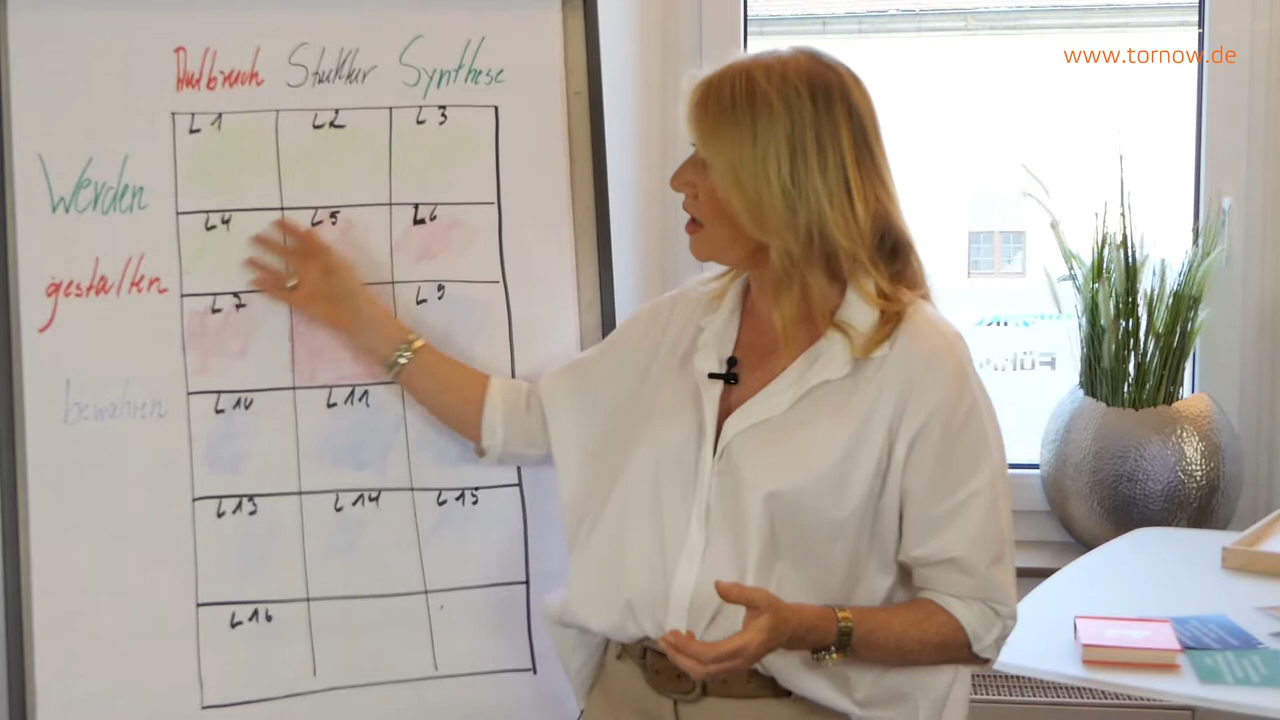 www.tornow.de
Aufbruch Struktur Synthese
L1 L2 L3
Werden
L4 L5 L6
gestalten
L7 L9
bewahren
L10 L11
L13 L14 L15
L16